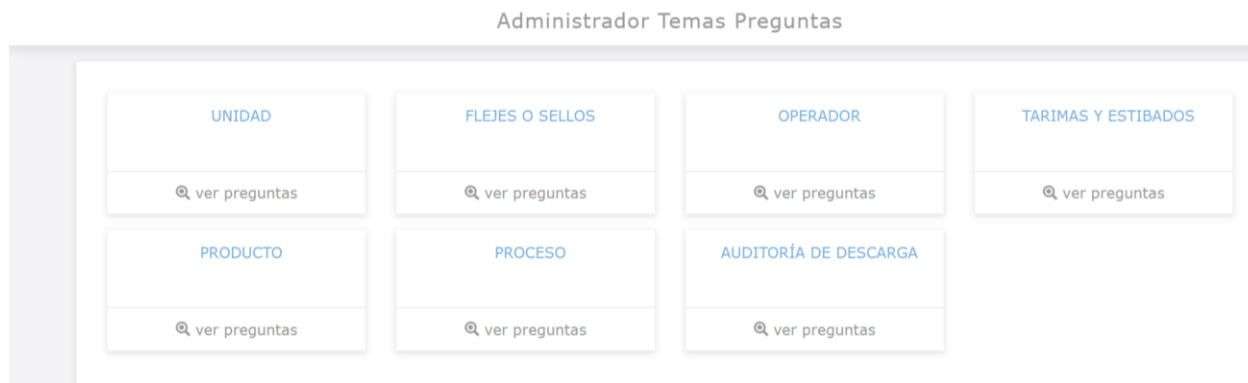 Administrador Temas Preguntas
UNIDAD
FLEJES O SELLOS
OPERADOR
TARIMAS Y ESTIBADOS
ver preguntas
ver preguntas
ver preguntas
ver preguntas
PRODUCTO
PROCESO
AUDITORÍA DE DESCARGA
ver preguntas
ver preguntas
ver preguntas